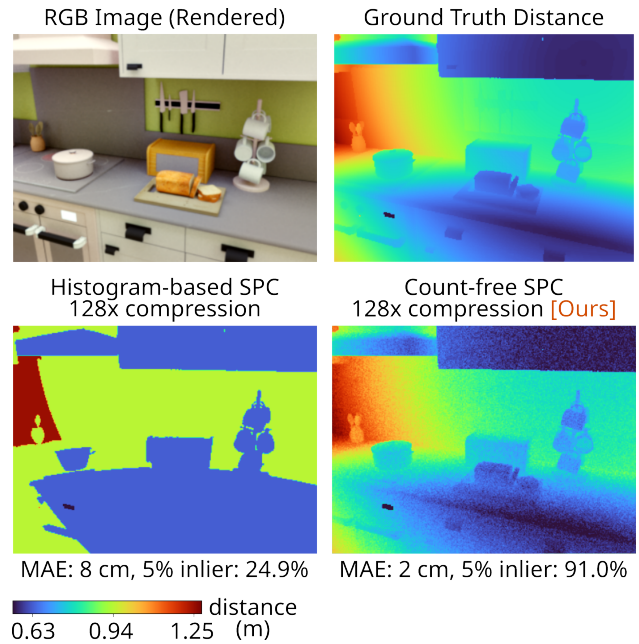 RGB Image (Rendered)
Ground Truth Distance
Histogram-based SPC
128x compression
Count-free SPC
128x compression [Ours]
MAE: 8 cm, 5% inlier: 24.9%
MAE: 2 cm, 5% inlier: 91.0%
distance
(m)
0.63 0.94 1.25